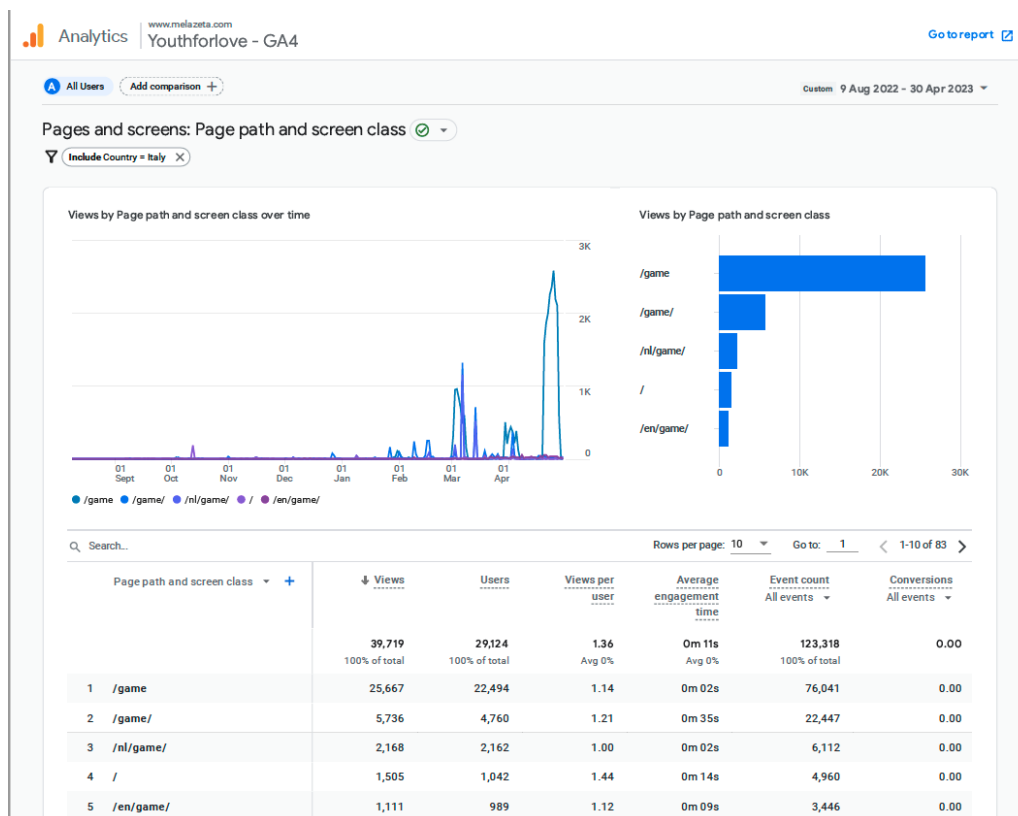 www.melazeta.com
Analytics
Youthforlove - GA4
Go to report
A All Users
Add comparison +
Custom 9 Aug 2022 - 30 Apr 2023
Pages and screens: Page path and screen class
Include Country = Italy
Views by Page path and screen class over time
3K
2K
1K
0
01 Sept
01 Oct
01 Nov
01 Dec
01 Jan
01 Feb
01 Mar
01 Apr
/game /game/ /nl/game/ / /en/game/
Views by Page path and screen class
/game
/game/
/nl/game/
/
/en/game/
0 10K 20K 30K
Search...
Rows per page: 10 Go to: 1 1-10 of 83
Page path and screen class + Views Users Views per user Average engagement time Event count All events Conversions All events
39,719 29,124 1.36 0m 11s 123,318 0.00
100% of total 100% of total Avg 0% Avg 0% 100% of total
1 /game 25,667 22,494 1.14 0m 02s 76,041 0.00
2 /game/ 5,736 4,760 1.21 0m 35s 22,447 0.00
3 /nl/game/ 2,168 2,162 1.00 0m 02s 6,112 0.00
4 / 1,505 1,042 1.44 0m 14s 4,960 0.00
5 /en/game/ 1,111 989 1.12 0m 09s 3,446 0.00